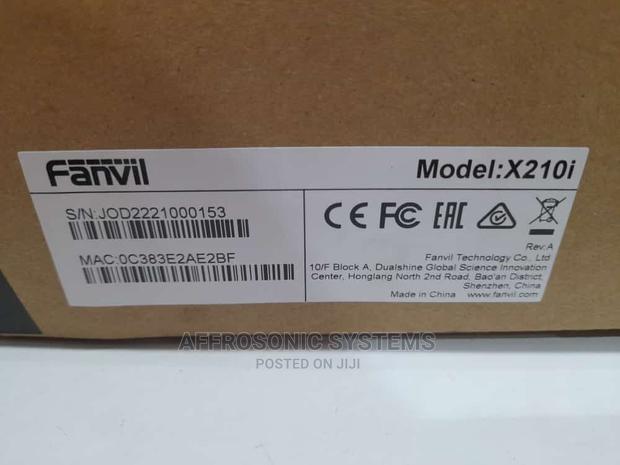 Fanvil
Model:X210i
S/N:JOD2221000153
MAC:0C383E2AE2BF
CE FC EAC
Rev:A
Fanvil Technology Co., Ltd
10/F Block A, Dualshine Global Science Innovation
Center, Honglang North 2nd Road, Bao'an District,
Shenzhen, China
Made in China www.fanvil.com
AFFROSONIC SYSTEMS
POSTED ON JIJI